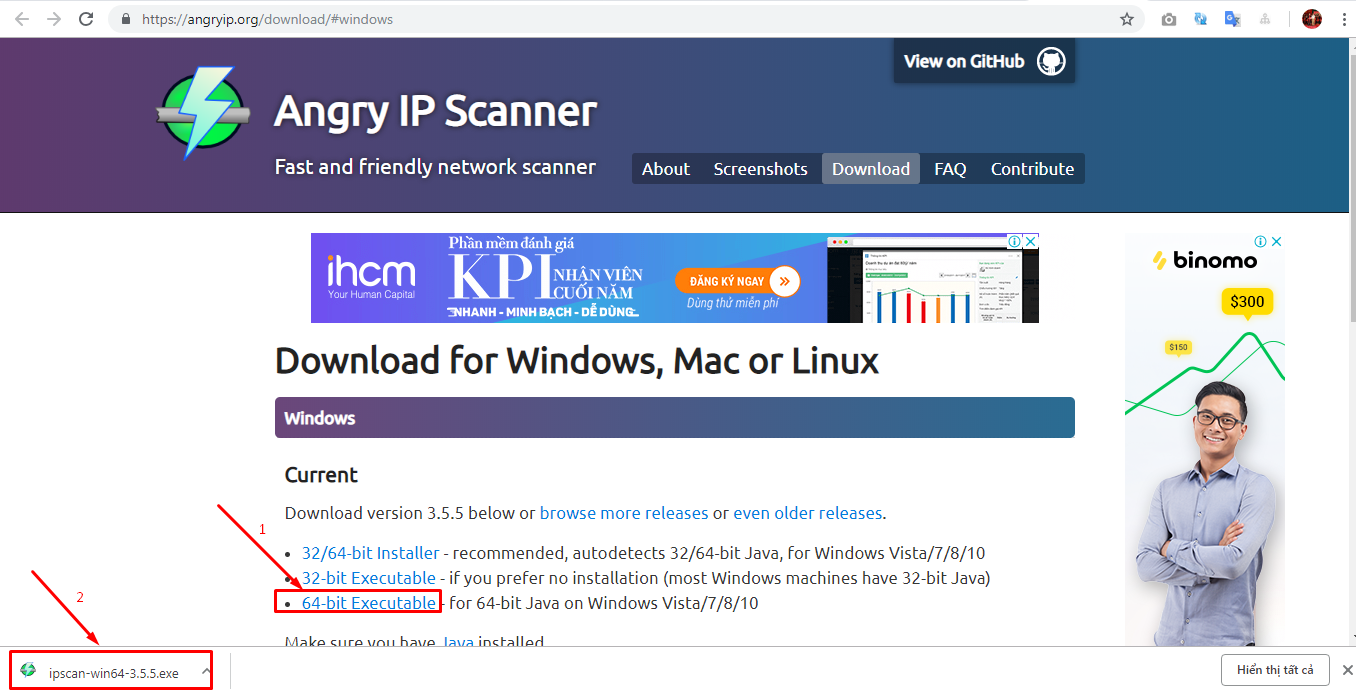 https://angryip.org/download/#windows
View on GitHub
Angry IP Scanner
Fast and friendly network scanner
About Screenshots Download FAQ Contribute
ihcm
Your Human Capital
Phần mềm đánh giá
KPI NHÂN VIÊN
CUỐI NĂM
NHANH - MINH BẠCH - DỄ DÙNG
ĐĂNG KÝ NGAY
Dùng thử miễn phí
binomo
$300
$150
Download for Windows, Mac or Linux
Windows
Current
Download version 3.5.5 below or browse more releases or even older releases.
1
32/64-bit Installer - recommended, autodetects 32/64-bit Java, for Windows Vista/7/8/10
32-bit Executable - if you prefer no installation (most Windows machines have 32-bit Java)
64-bit Executable - for 64-bit Java on Windows Vista/7/8/10
2
Make sure you have Java installed
ipscan-win64-3.5.5.exe
Hiển thị tất cả